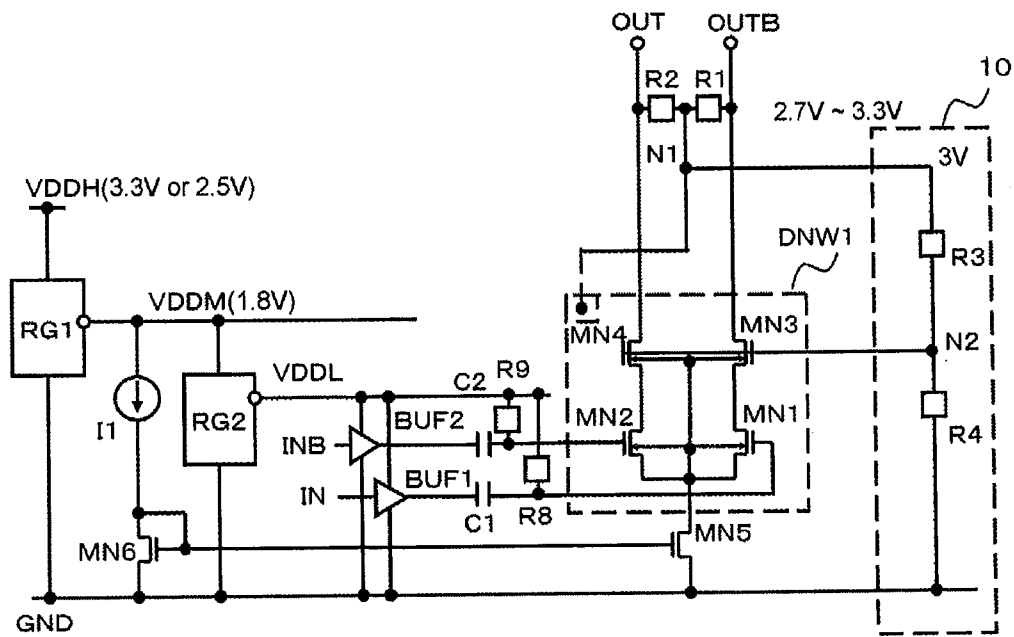 OUT OUTB
R2 R1
10
2.7V ~ 3.3V
N1
3V
VDDH(3.3V or 2.5V)
DNW1
R3
RG1
VDDM(1.8V)
MN4
MN3
N2
I1
RG2
VDDL
C2
R9
R4
BUF2
MN2
MN1
INB
IN
BUF1
C1
R8
MN6
MN5
GND